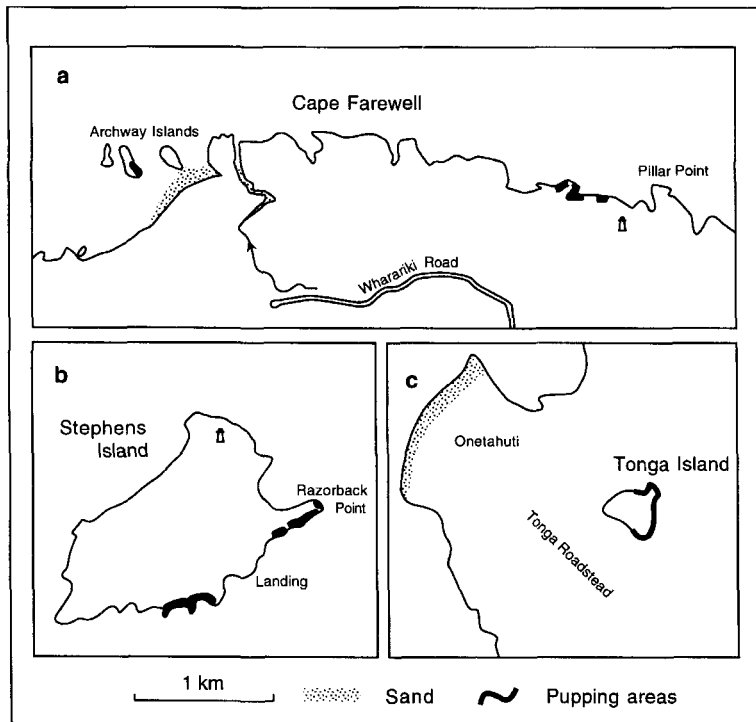 a
Cape Farewell
Archway Islands
Pillar Point
Wharariki Road
b
Stephens
Island
Razorback
Point
Landing
c
Onetahuti
Tonga Island
Tonga Roadstead
1 km
Sand
Pupping areas